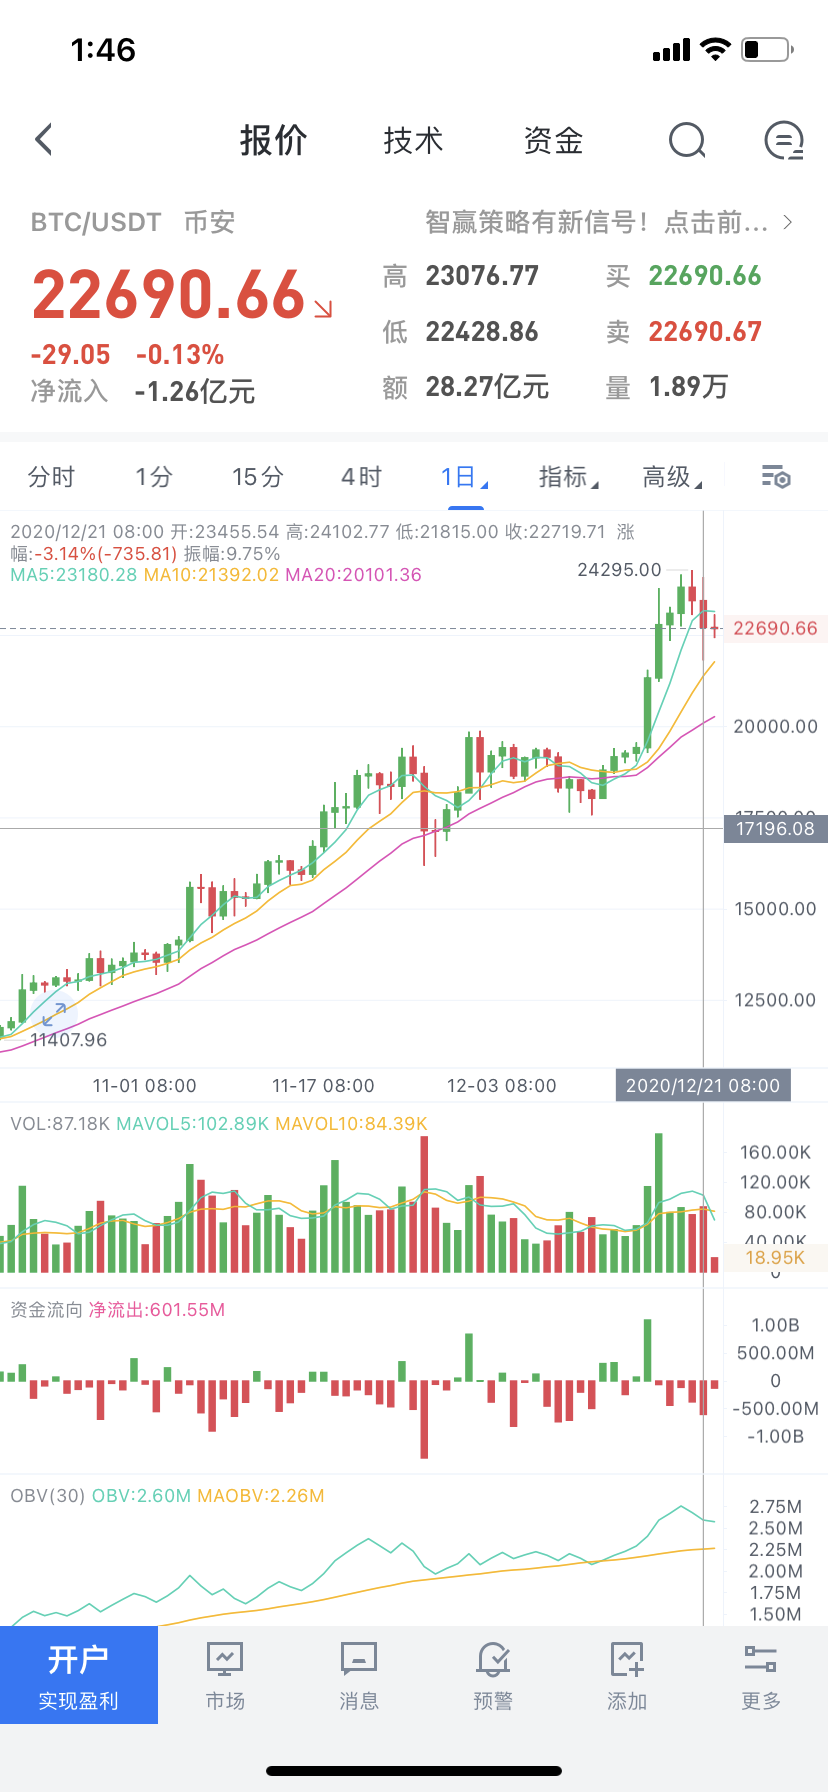 1:46
报价 技术 资金
BTC/USDT 币安 智赢策略有新信号！点击前...
22690.66 高 23076.77 买 22690.66
-29.05 -0.13% 低 22428.86 卖 22690.67
净流入 -1.26亿元 额 28.27亿元 量 1.89万
分时 1分 15分 4时 1日 指标 高级
2020/12/21 08:00 开:23455.54 高:24102.77 低:21815.00 收:22719.71 涨
幅:-3.14%(-735.81) 振幅:9.75%
MA5:23180.28 MA10:21392.02 MA20:20101.36
24295.00
22690.66
20000.00
17196.08
15000.00
12500.00
11407.96
11-01 08:00 11-17 08:00 12-03 08:00 2020/12/21 08:00
VOL:87.18K MAVOL5:102.89K MAVOL10:84.39K
160.00K
120.00K
80.00K
40.00K
18.95K
0
资金流向 净流出:601.55M
1.00B
500.00M
0
-500.00M
-1.00B
OBV(30) OBV:2.60M MAOBV:2.26M
2.75M
2.50M
2.25M
2.00M
1.75M
1.50M
开户
实现盈利 市场 消息 预警 添加 更多